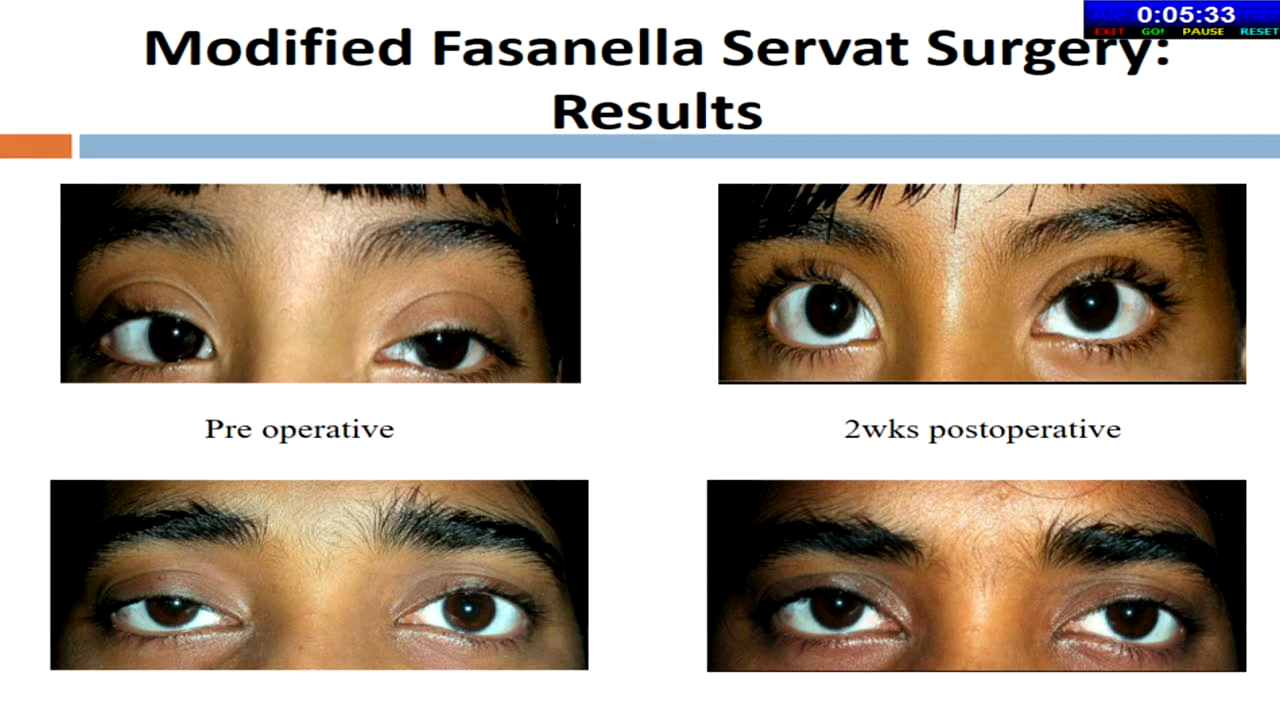 0:05:33
EXIT GO! PAUSE RESET
Modified Fasanella Servat Surgery:
Results
Pre operative
2wks postoperative